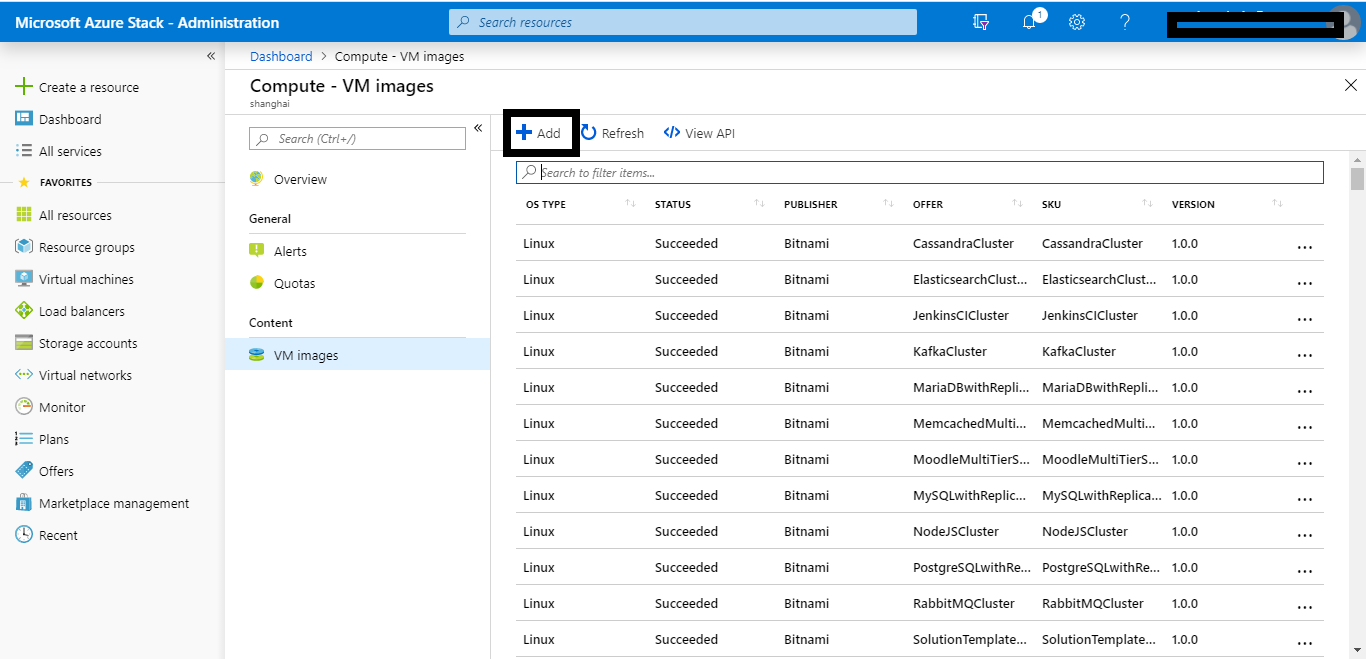 Microsoft Azure Stack - Administration
Search resources
1
?
Dashboard > Compute - VM images
Compute - VM images
shanghai
Create a resource
Dashboard
All services
FAVORITES
All resources
Resource groups
Virtual machines
Load balancers
Storage accounts
Virtual networks
Monitor
Plans
Offers
Marketplace management
Recent
Search (Ctrl+/)
Overview
General
Alerts
Quotas
Content
VM images
Add Refresh View API
Search to filter items...
OS TYPE STATUS PUBLISHER OFFER SKU VERSION
Linux Succeeded Bitnami CassandraCluster CassandraCluster 1.0.0 ...
Linux Succeeded Bitnami ElasticsearchClust... ElasticsearchClust... 1.0.0 ...
Linux Succeeded Bitnami JenkinsCICluster JenkinsCICluster 1.0.0 ...
Linux Succeeded Bitnami KafkaCluster KafkaCluster 1.0.0 ...
Linux Succeeded Bitnami MariaDBwithRepli... MariaDBwithRepli... 1.0.0 ...
Linux Succeeded Bitnami MemcachedMulti... MemcachedMulti... 1.0.0 ...
Linux Succeeded Bitnami MoodleMultiTierS... MoodleMultiTierS... 1.0.0 ...
Linux Succeeded Bitnami MySQLwithReplic... MySQLwithReplica... 1.0.0 ...
Linux Succeeded Bitnami NodeJSCluster NodeJSCluster 1.0.0 ...
Linux Succeeded Bitnami PostgreSQLwithRe... PostgreSQLwithRe... 1.0.0 ...
Linux Succeeded Bitnami RabbitMQCluster RabbitMQCluster 1.0.0 ...
Linux Succeeded Bitnami SolutionTemplate... SolutionTemplate... 1.0.0 ...